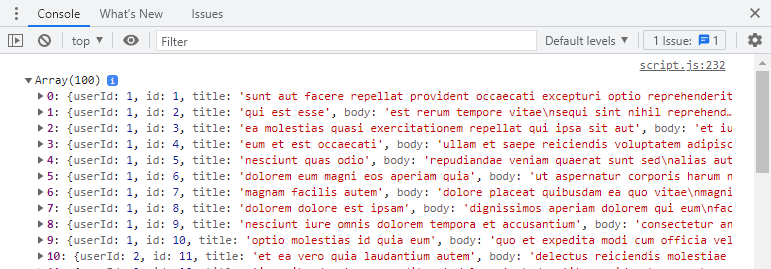 Console What's New Issues
top Filter Default levels 1 Issue: 1
script.js:232
Array(100) i
0: {userId: 1, id: 1, title: 'sunt aut facere repellat provident occaecati excepturi optio reprehenderit
1: {userId: 1, id: 2, title: 'qui est esse', body: 'est rerum tempore vitae\nsequi sint nihil reprehend…
2: {userId: 1, id: 3, title: 'ea molestias quasi exercitationem repellat qui ipsa sit aut', body: 'et iu
3: {userId: 1, id: 4, title: 'eum et est occaecati', body: 'ullam et saepe reiciendis voluptatem adipisc
4: {userId: 1, id: 5, title: 'nesciunt quas odio', body: 'repudiandae veniam quaerat sunt sed\nalias aut
5: {userId: 1, id: 6, title: 'dolorem eum magni eos aperiam quia', body: 'ut aspernatur corporis harum n
6: {userId: 1, id: 7, title: 'magnam facilis autem', body: 'dolore placeat quibusdam ea quo vitae\nmagni
7: {userId: 1, id: 8, title: 'dolorem dolore est ipsam', body: 'dignissimos aperiam dolorem qui eum\nfac
8: {userId: 1, id: 9, title: 'nesciunt iure omnis dolorem tempora et accusantium', body: 'consectetur an
9: {userId: 1, id: 10, title: 'optio molestias id quia eum', body: 'quo et expedita modi cum officia vel
10: {userId: 2, id: 11, title: 'et ea vero quia laudantium autem', body: 'delectus reiciendis molestiae